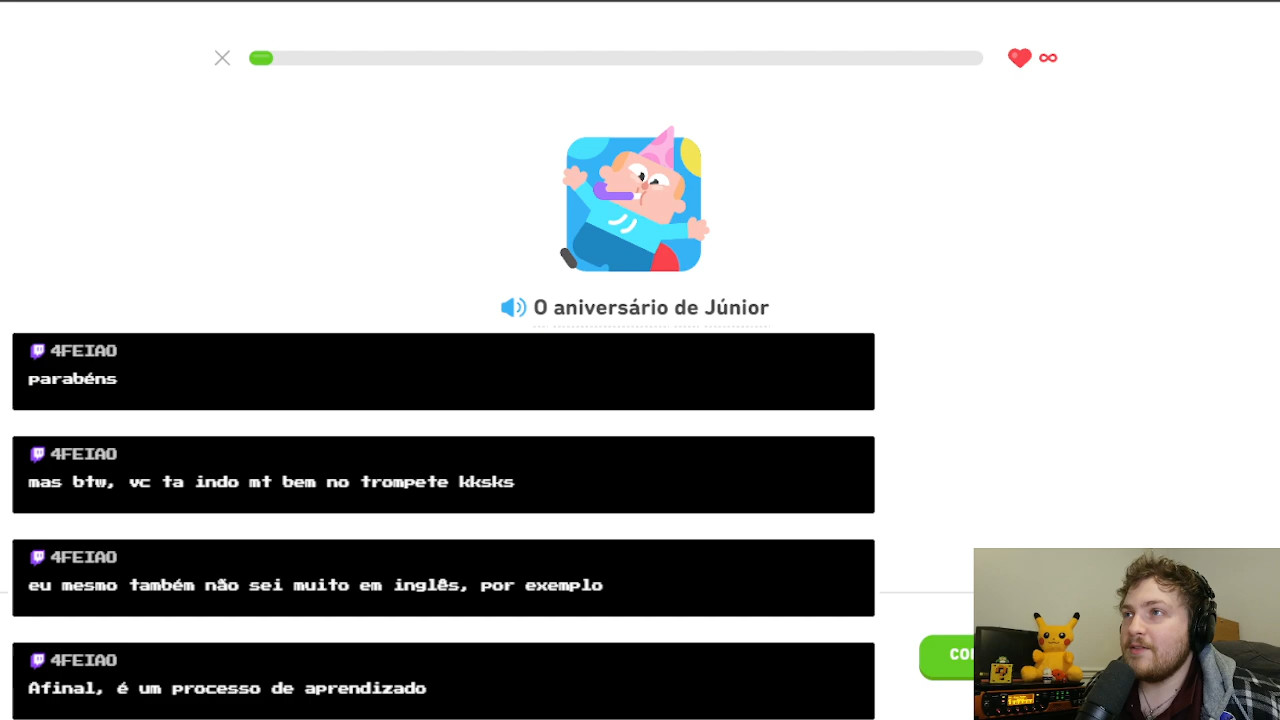 O aniversário de Júnior
4FEIAO
parabéns
4FEIAO
mas btw, vc ta indo mt bem no trompete kksks
4FEIAO
eu mesmo também não sei muito em inglês, por exemplo
4FEIAO
Afinal, é um processo de aprendizado